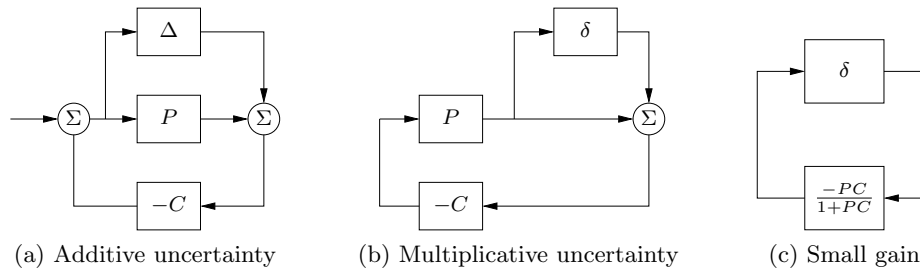 Δ
Σ
P
Σ
−C
(a) Additive uncertainty
δ
P
Σ
−C
(b) Multiplicative uncertainty
δ
−PC
1+PC
(c) Small gain